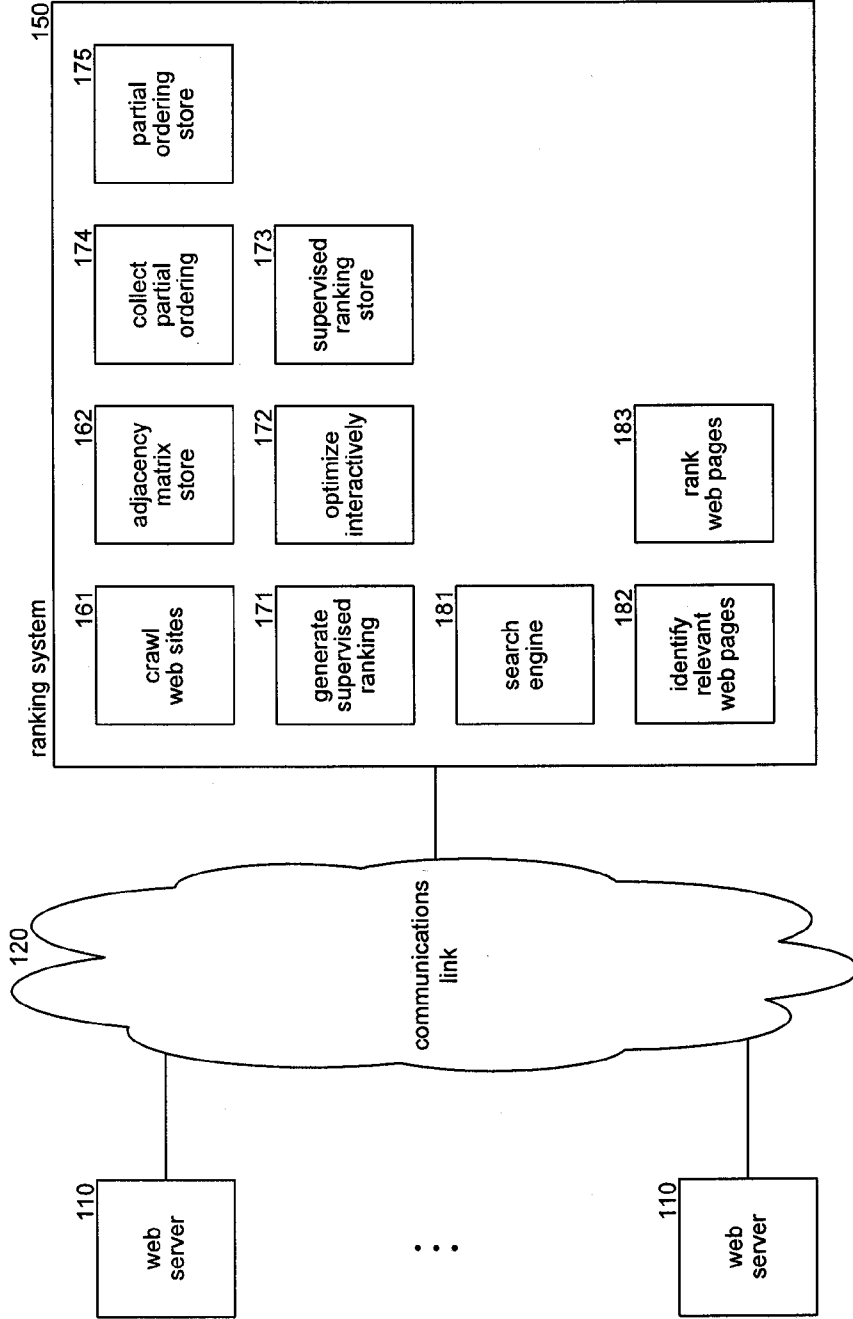 120
ranking system
150
110
web
server
communications
link
110
web
server
161
crawl
web sites
162
adjacency
matrix
store
174
collect
partial
ordering
175
partial
ordering
store
171
generate
supervised
ranking
172
optimize
interactively
173
supervised
ranking
store
181
search
engine
182
identify
relevant
web pages
183
rank
web pages